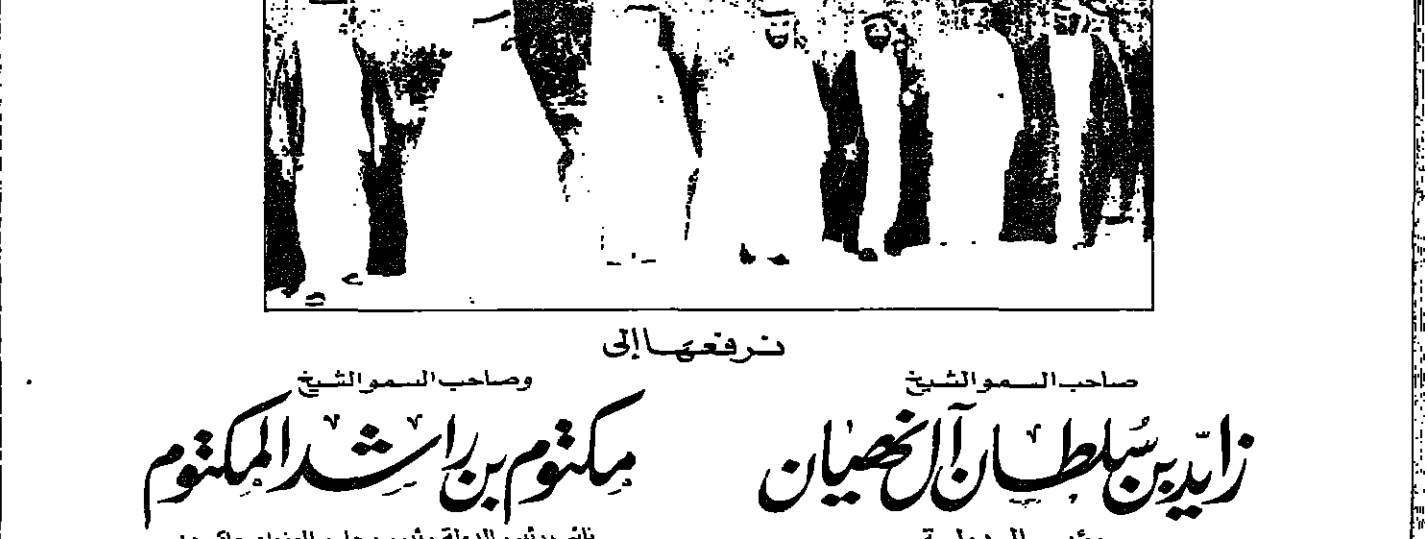 نرفعها إلى
صاحب السمو الشيخ
زايد بن سلطان آل نهيان
وصاحب السمو الشيخ
مكتوم بن راشد المكتوم